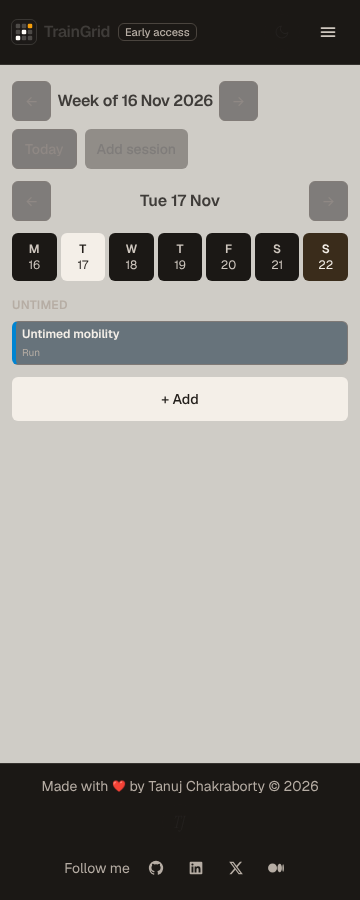 TrainGrid Early access
← Week of 16 Nov 2026 →
Today Add session
← Tue 17 Nov →
M T W T F S S
16 17 18 19 20 21 22
UNTIMED
Untimed mobility
Run
+ Add
Made with ❤️ by Tanuj Chakraborty © 2026
//
Follow me